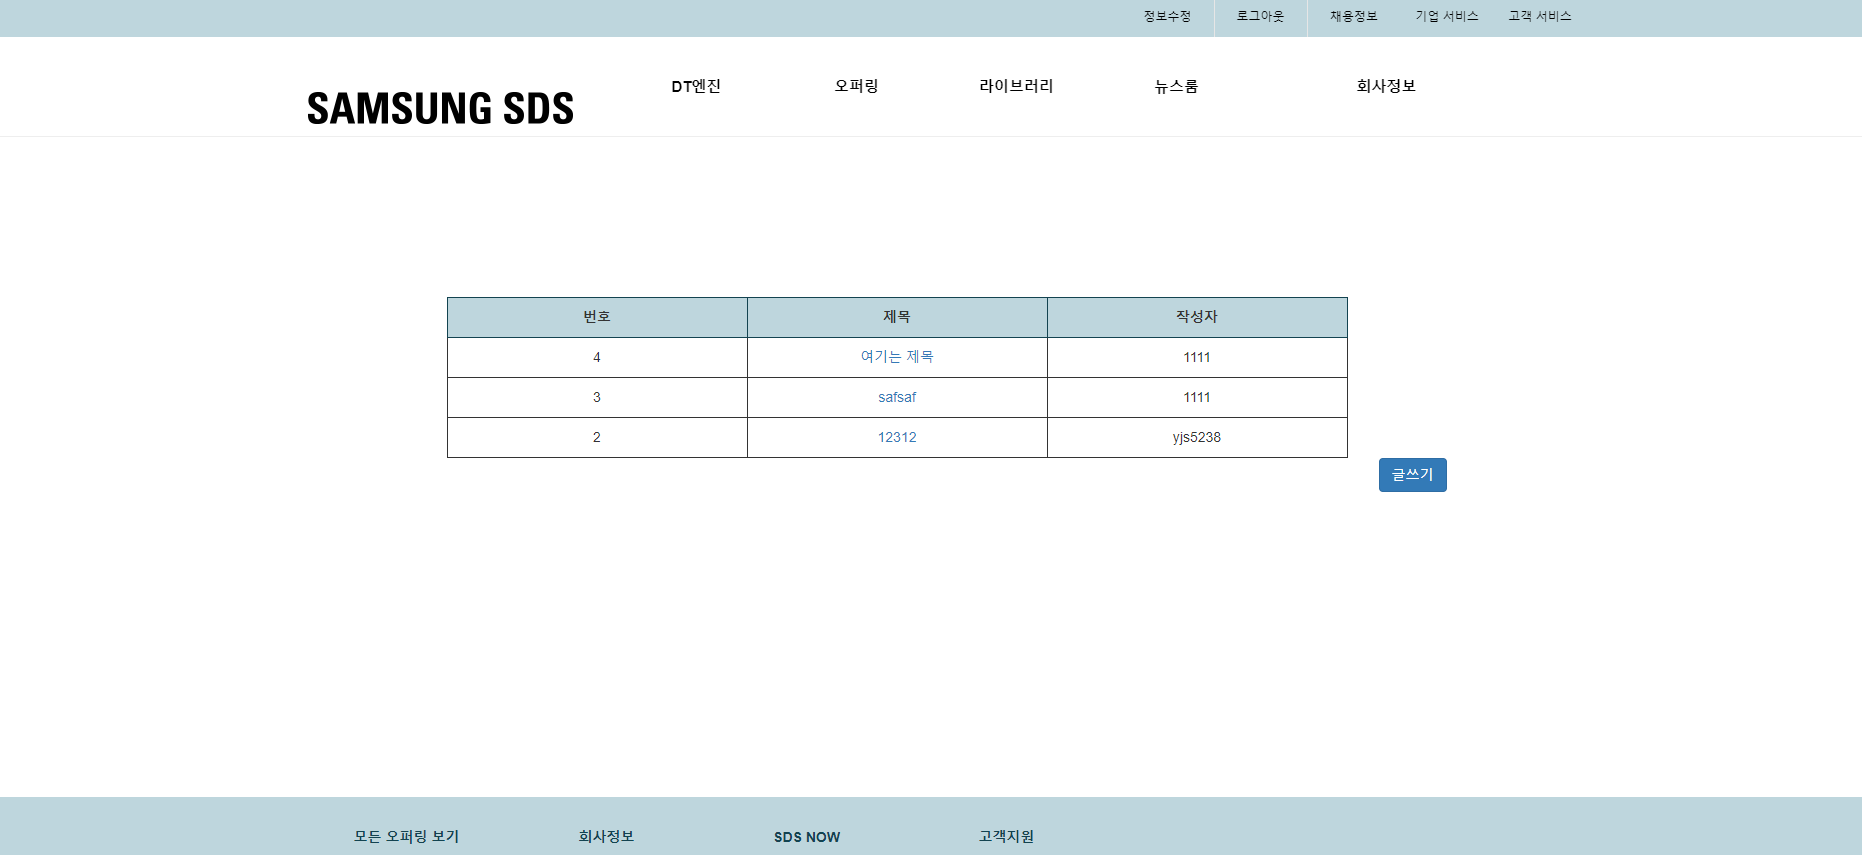 정보수정 로그아웃 채용정보 기업 서비스 고객 서비스
SAMSUNG SDS DT엔진 오퍼링 라이브러리 뉴스룸 회사정보
번호 제목 작성자
4 여기는 제목 1111
3 safsaf 1111
2 12312 yjs5238
글쓰기
모든 오퍼링 보기 회사정보 SDS NOW 고객지원